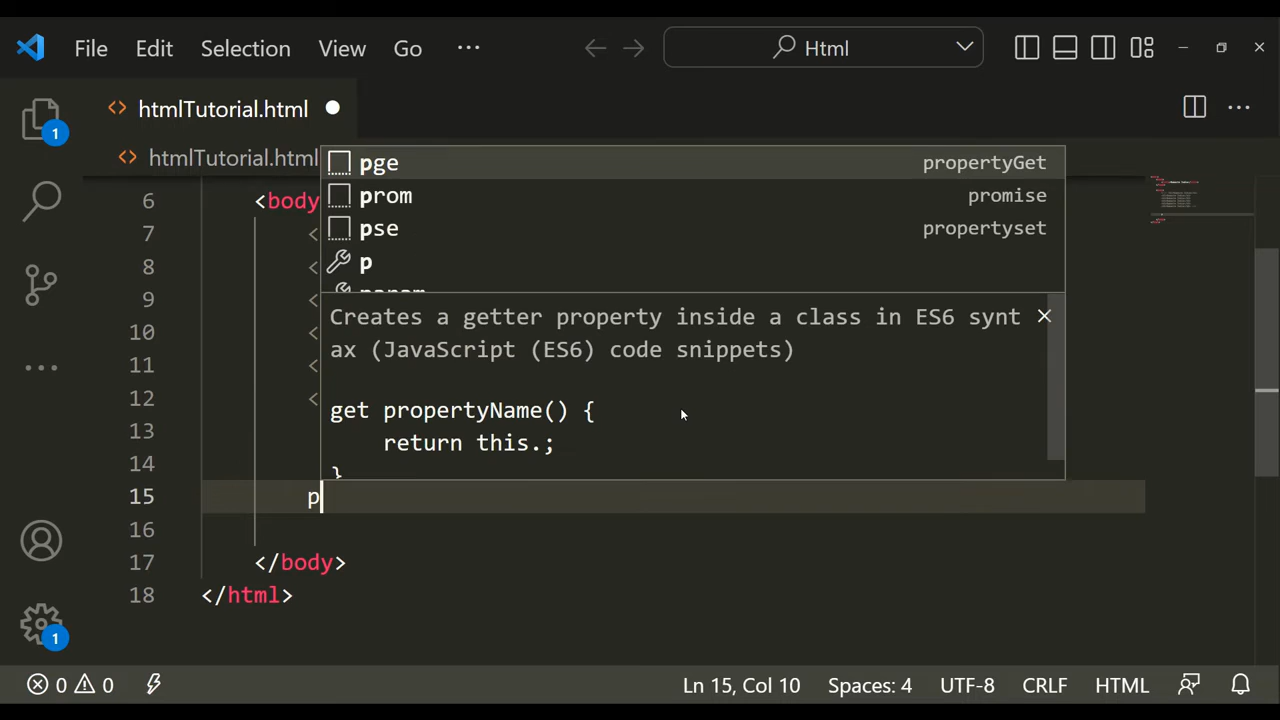 File Edit Selection View Go ··· Html
htmlTutorial.html
1
htmlTutorial.html
pge propertyGet
prom promise
pse propertyset
p
6 <body
7 <
8 <
9 <
10 <
11 <
12 <
Creates a getter property inside a class in ES6 synt
ax (JavaScript (ES6) code snippets)
get propertyName() {
return this.;
}
13
14
15 p
16
17 </body>
18 </html>
1
0 0 Ln 15, Col 10 Spaces: 4 UTF-8 CRLF HTML